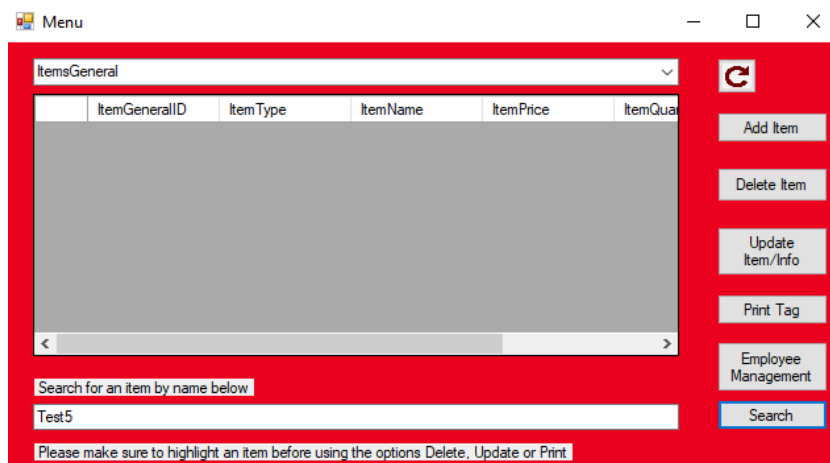 Menu
ItemsGeneral
ItemGeneralID ItemType ItemName ItemPrice ItemQuar
Add Item
Delete Item
Update
Item/Info
Print Tag
Employee
Management
Search for an item by name below
Test5
Search
Please make sure to highlight an item before using the options Delete, Update or Print